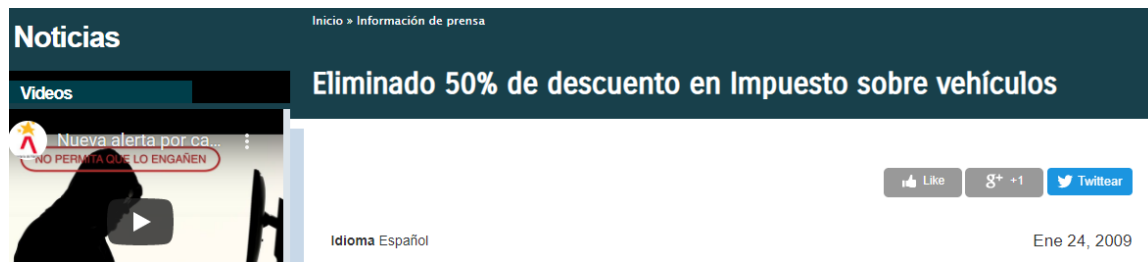 Noticias
Videos
Nueva alerta por ca...
NO PERMITA QUE LO ENGAÑEN
Inicio » Información de prensa
Eliminado 50% de descuento en Impuesto sobre vehículos
Like
g+ +1
Twittear
Idioma Español
Ene 24, 2009